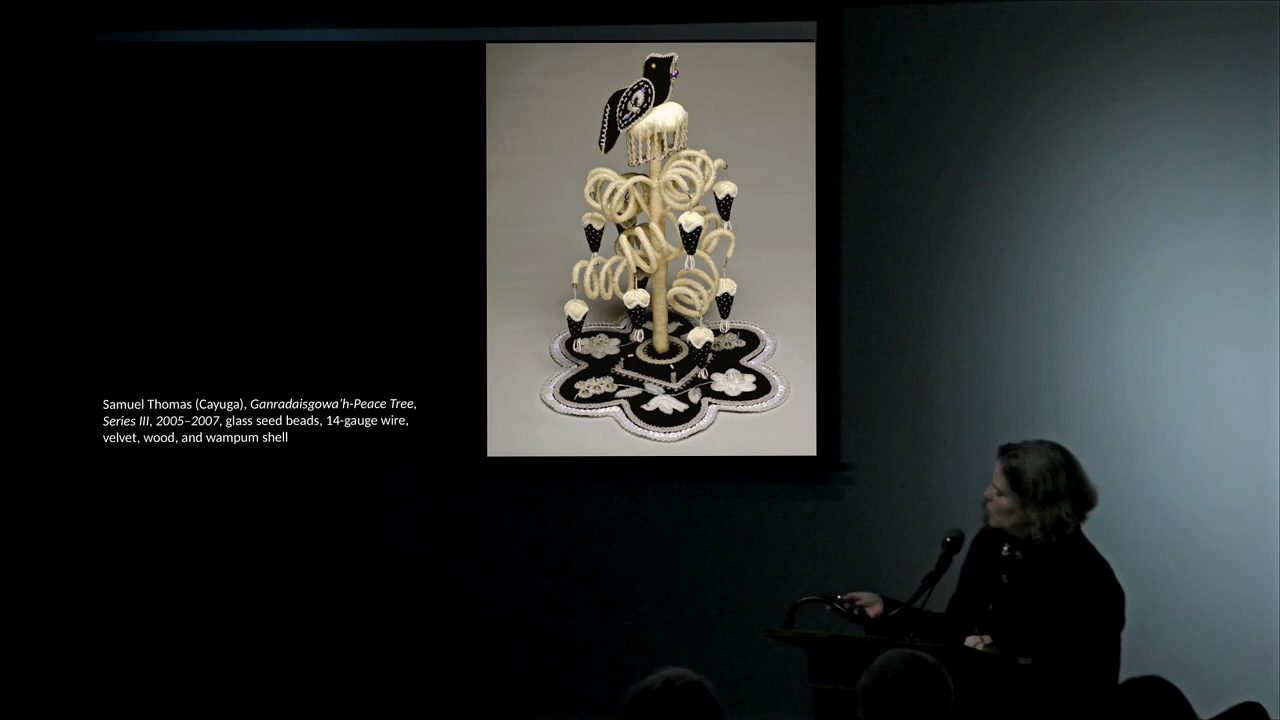 Samuel Thomas (Cayuga), Ganradaisgowa'h-Peace Tree,
Series III, 2005–2007, glass seed beads, 14-gauge wire,
velvet, wood, and wampum shell